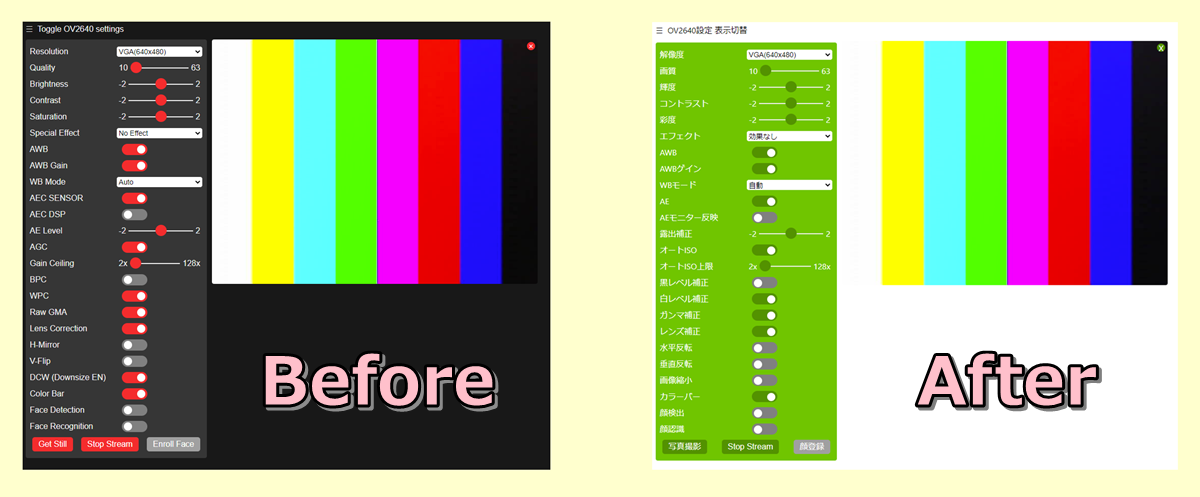 ☰ Toggle OV2640 settings
Resolution VGA(640x480)
Quality 10 63
Brightness -2 2
Contrast -2 2
Saturation -2 2
Special Effect No Effect
AWB
AWB Gain
WB Mode Auto
AEC SENSOR
AEC DSP
AE Level -2 2
AGC
Gain Ceiling 2x 128x
BPC
WPC
Raw GMA
Lens Correction
H-Mirror
V-Flip
DCW (Downsize EN)
Color Bar
Face Detection
Face Recognition
Get Still Stop Stream Enroll Face
x
Before
☰ OV2640設定 表示切替
解像度 VGA(640x480)
画質 10 63
輝度 -2 2
コントラスト -2 2
彩度 -2 2
エフェクト 効果なし
AWB
AWBゲイン
WBモード 自動
AE
AEモニター反映
露出補正 -2 2
オートISO
オートISO上限 2x 128x
黒レベル補正
白レベル補正
ガンマ補正
レンズ補正
水平反転
垂直反転
画像縮小
カラーバー
顔検出
顔認識
写真撮影 Stop Stream 顔登録
x
After